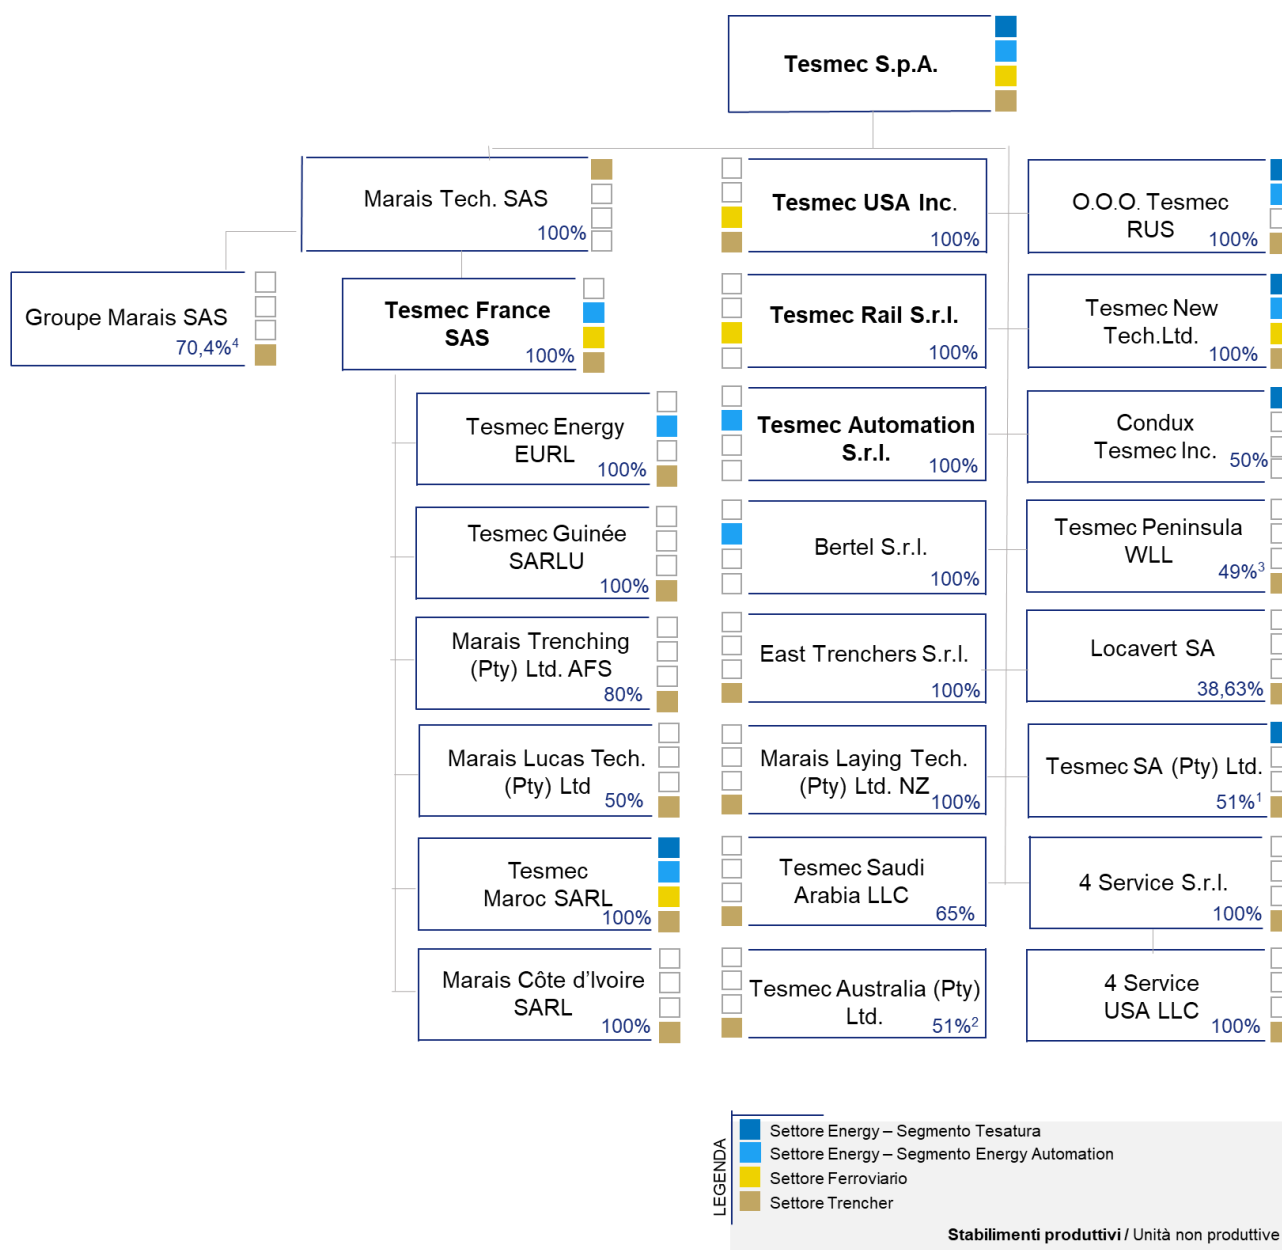 Tesmec S.p.A.
Marais Tech. SAS
100%
Groupe Marais SAS
70,4%4
Tesmec France
SAS
100%
Tesmec Energy
EURL
100%
Tesmec Guinée
SARLU
100%
Marais Trenching
(Pty) Ltd. AFS
80%
Marais Lucas Tech.
(Pty) Ltd
50%
Tesmec
Maroc SARL
100%
Marais Côte d'Ivoire
SARL
100%
Tesmec USA Inc.
100%
Tesmec Rail S.r.l.
100%
Tesmec Automation
S.r.l.
100%
Bertel S.r.l.
100%
East Trenchers S.r.l.
100%
Marais Laying Tech.
(Pty) Ltd. NZ
100%
Tesmec Saudi
Arabia LLC
65%
Tesmec Australia (Pty)
Ltd.
51%2
O.O.O. Tesmec
RUS
100%
Tesmec New
Tech.Ltd.
100%
Condux
Tesmec Inc.
50%
Tesmec Peninsula
WLL
49%3
Locavert SA
38,63%
Tesmec SA (Pty) Ltd.
51%1
4 Service S.r.l.
100%
4 Service
USA LLC
100%
LEGENDA
Settore Energy – Segmento Tesatura
Settore Energy – Segmento Energy Automation
Settore Ferroviario
Settore Trencher
Stabilimenti produttivi / Unità non produttive